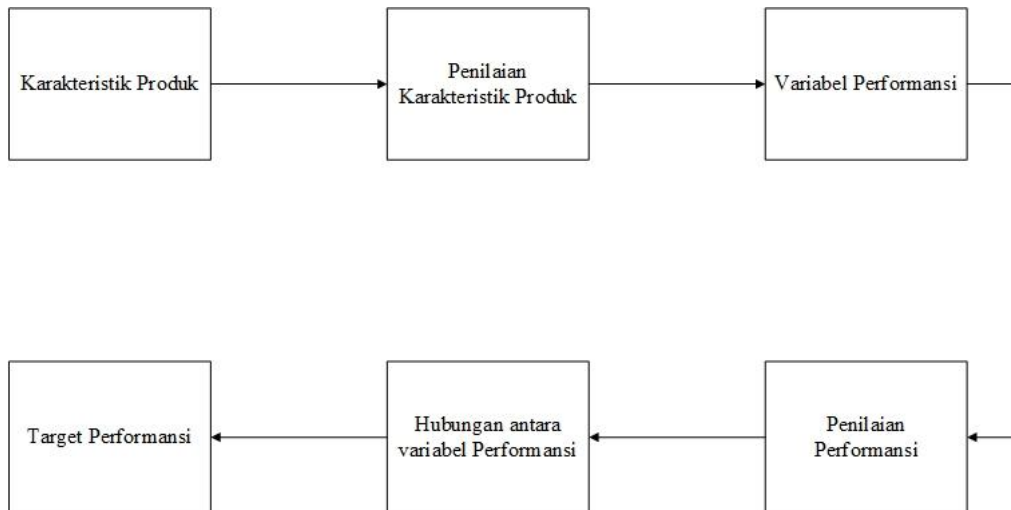 Karakteristik Produk
Penilaian
Karakteristik Produk
Variabel Performansi
Target Performansi
Hubungan antara
variabel Performansi
Penilaian
Performansi